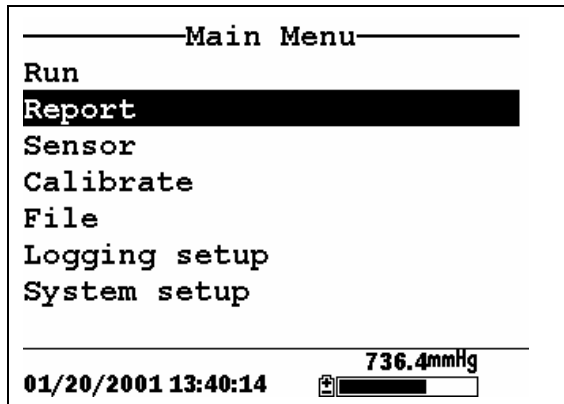 Main Menu
Run
Report
Sensor
Calibrate
File
Logging setup
System setup
736.4mmHg
01/20/2001 13:40:14